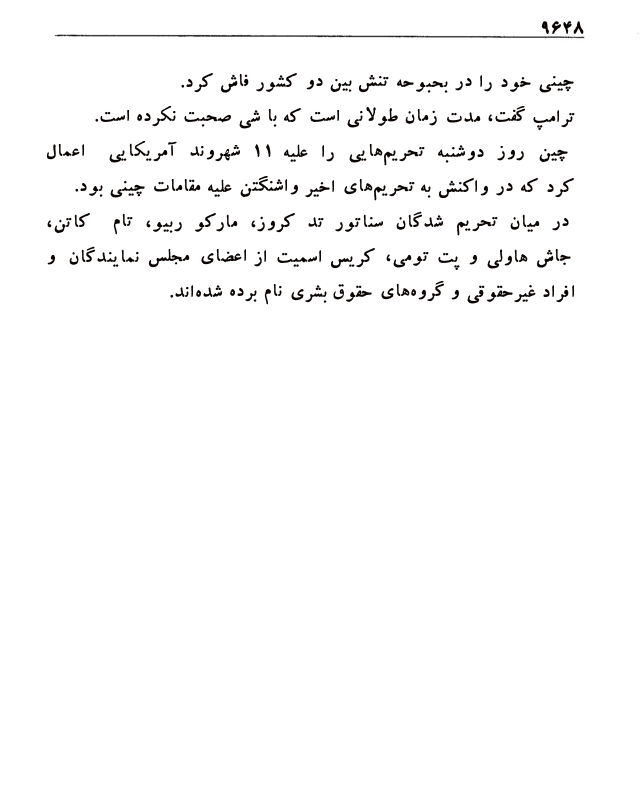 ۹۶۴۸
چینی خود را در بحبوحه تنش بین دو کشور فاش کرد.
ترامپ گفت، مدت زمان طولانی است که با شی صحبت نکرده است.
چین روز دوشنبه تحریم‌هایی را علیه ۱۱ شهروند آمریکایی اعمال
کرد که در واکنش به تحریم‌های اخیر واشنگتن علیه مقامات چینی بود.
در میان تحریم شدگان سناتور تد کروز، مارکو ربیو، تام کاتن،
جاش هاولی و پت تومی، کریس اسمیت از اعضای مجلس نمایندگان و
افراد غیرحقوقی و گروه‌های حقوق بشری نام برده شده‌اند.